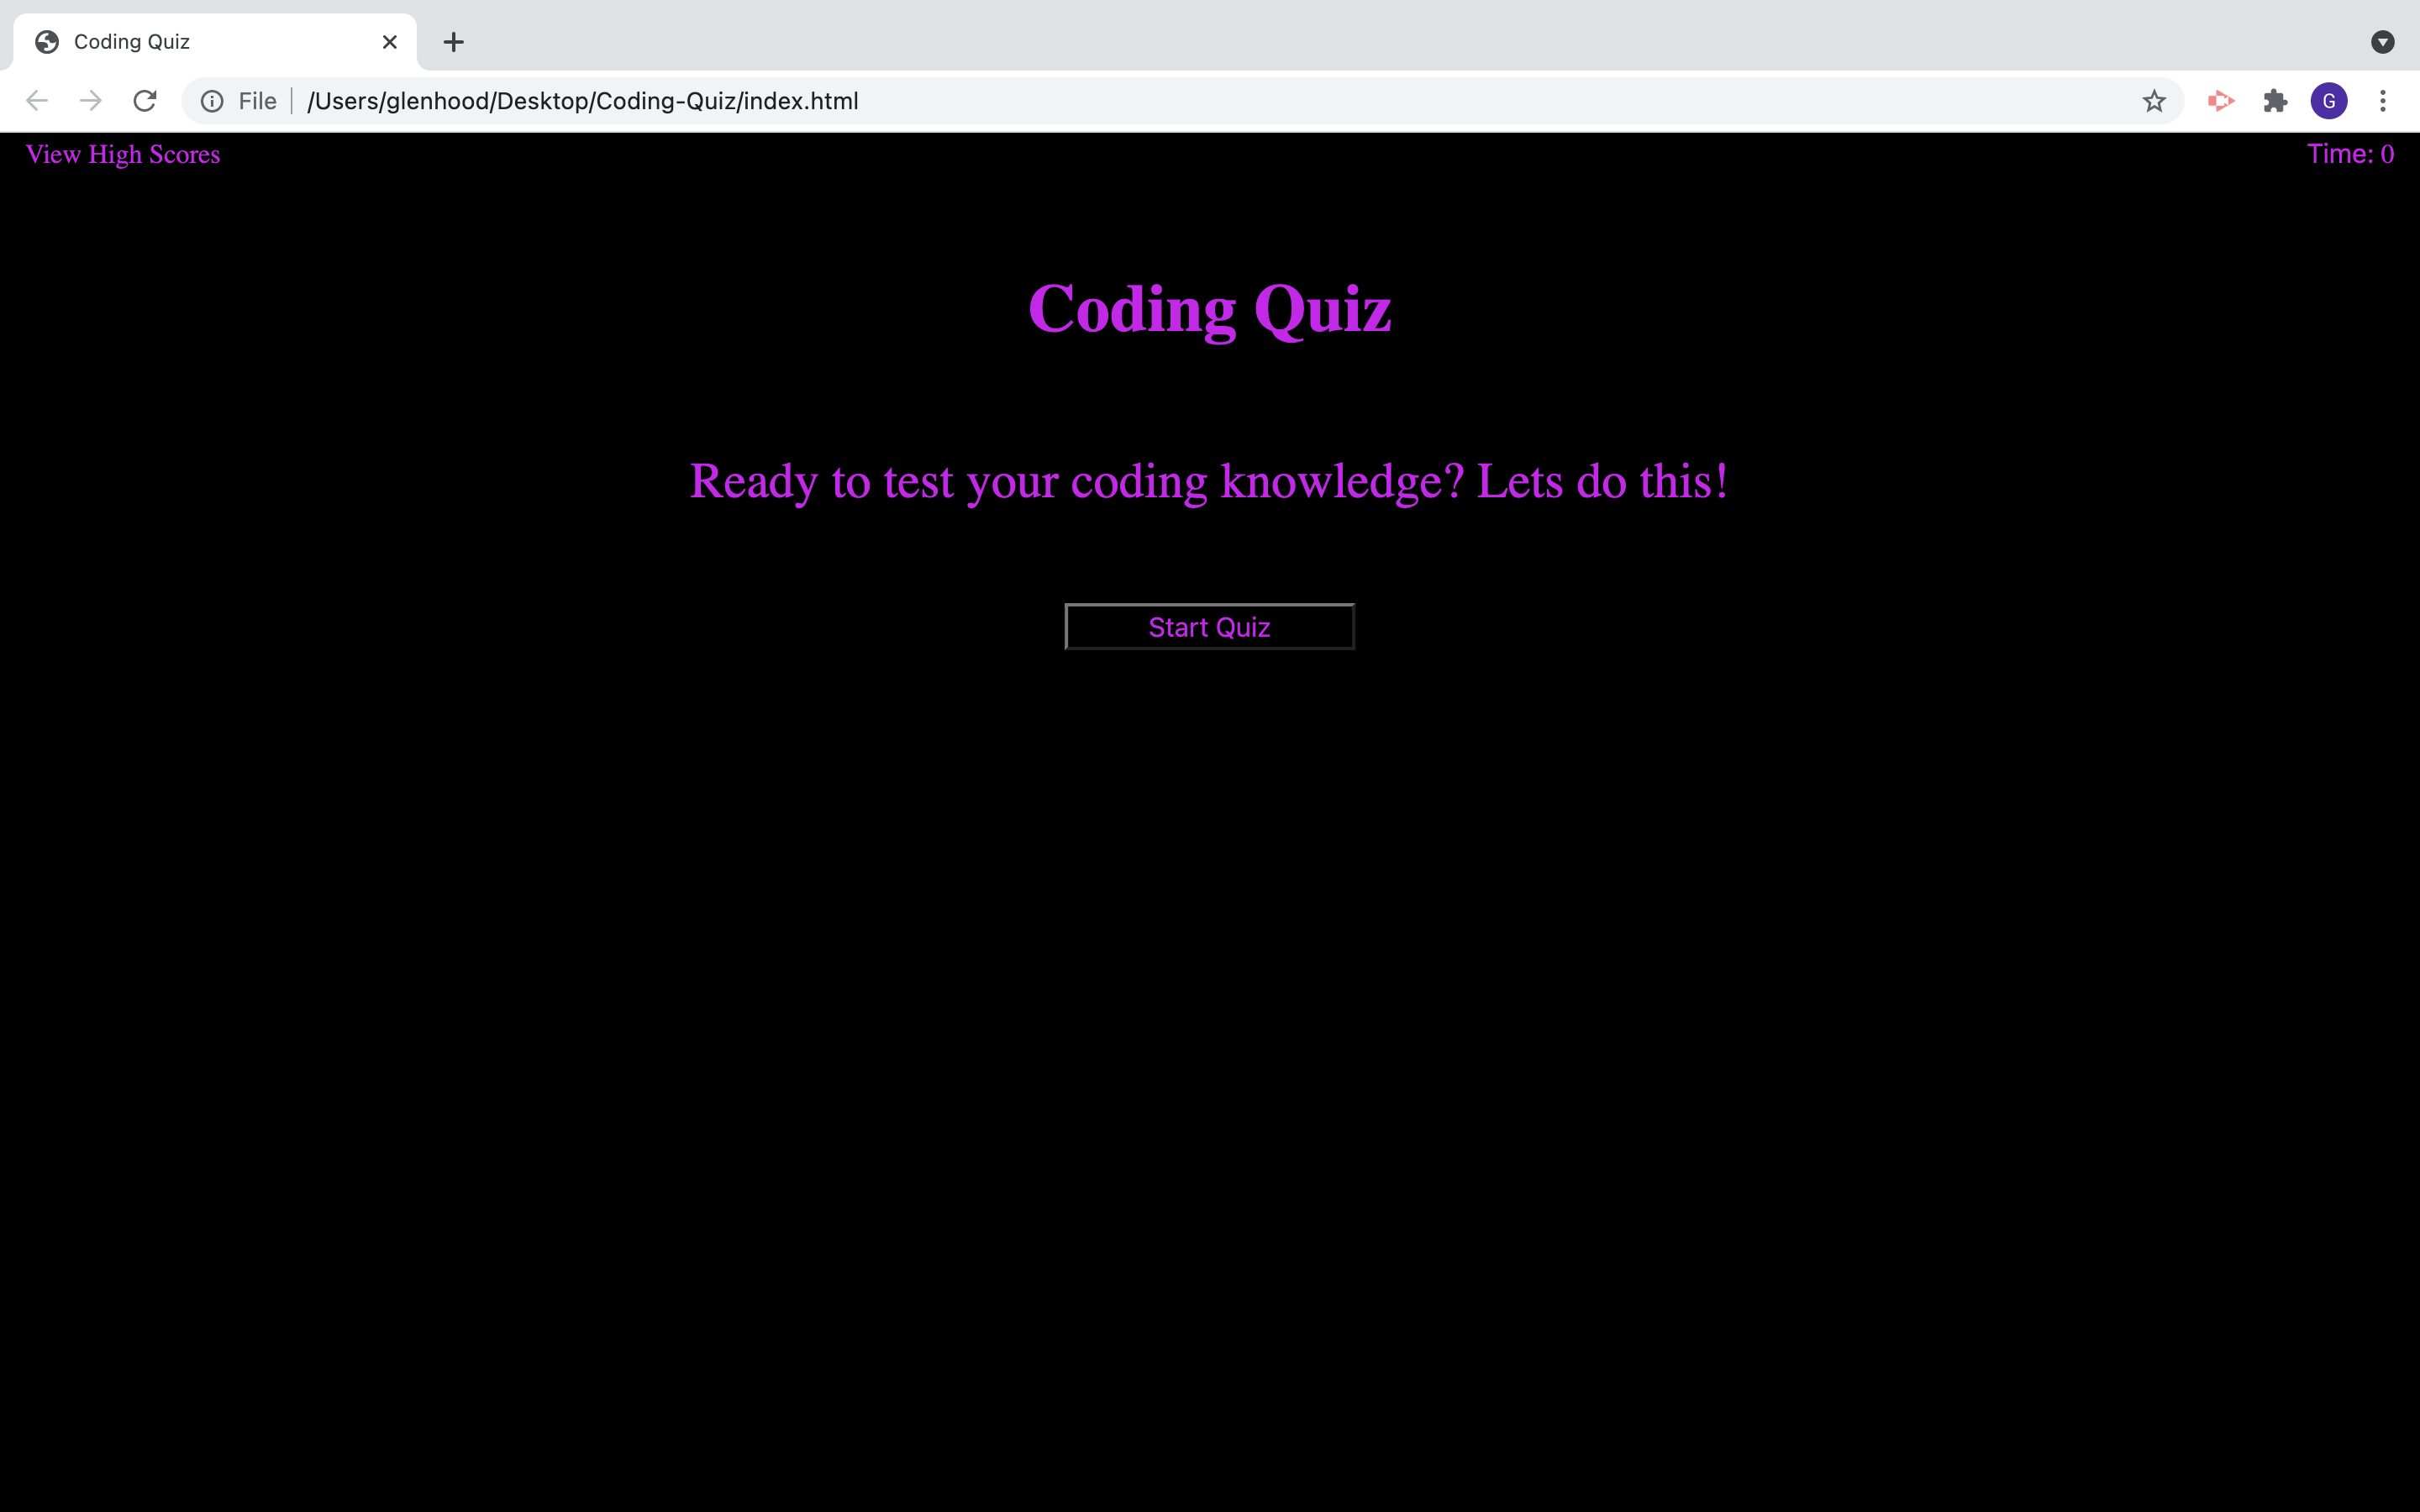 Coding Quiz
File /Users/glenhood/Desktop/Coding-Quiz/index.html G
View High Scores Time: 0
Coding Quiz
Ready to test your coding knowledge? Lets do this!
Start Quiz